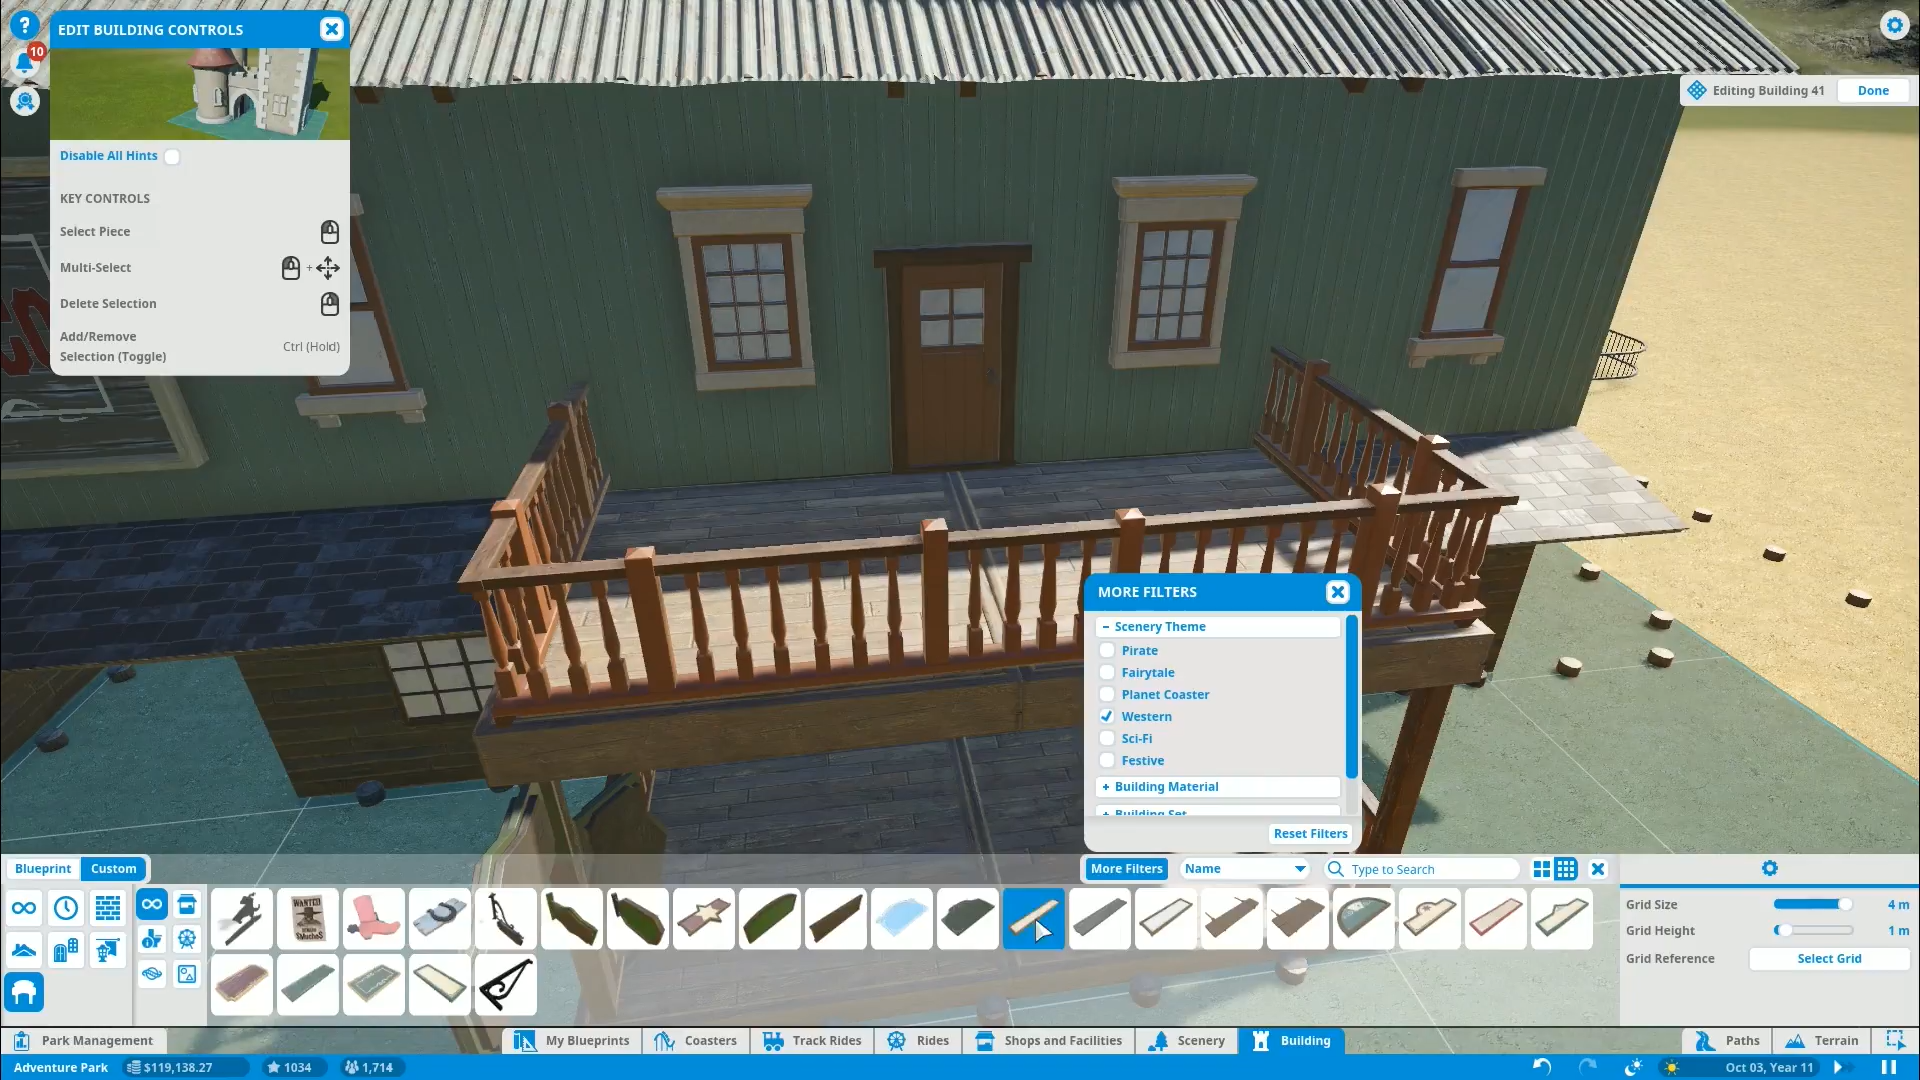 ?
10
EDIT BUILDING CONTROLS
Disable All Hints
KEY CONTROLS
Select Piece
Multi-Select
+
Delete Selection
Add/Remove
Selection (Toggle)
Ctrl (Hold)
Editing Building 41
Done
MORE FILTERS
− Scenery Theme
Pirate
Fairytale
Planet Coaster
Western
Sci-Fi
Festive
+ Building Material
+ Building Set
Reset Filters
Blueprint
Custom
More Filters
Name
Type to Search
WANTED
Grid Size
4 m
Grid Height
1 m
Grid Reference
Select Grid
Park Management
My Blueprints
Coasters
Track Rides
Rides
Shops and Facilities
Scenery
Building
Paths
Terrain
Adventure Park
$119,138.27
1034
1,714
Oct 03, Year 11